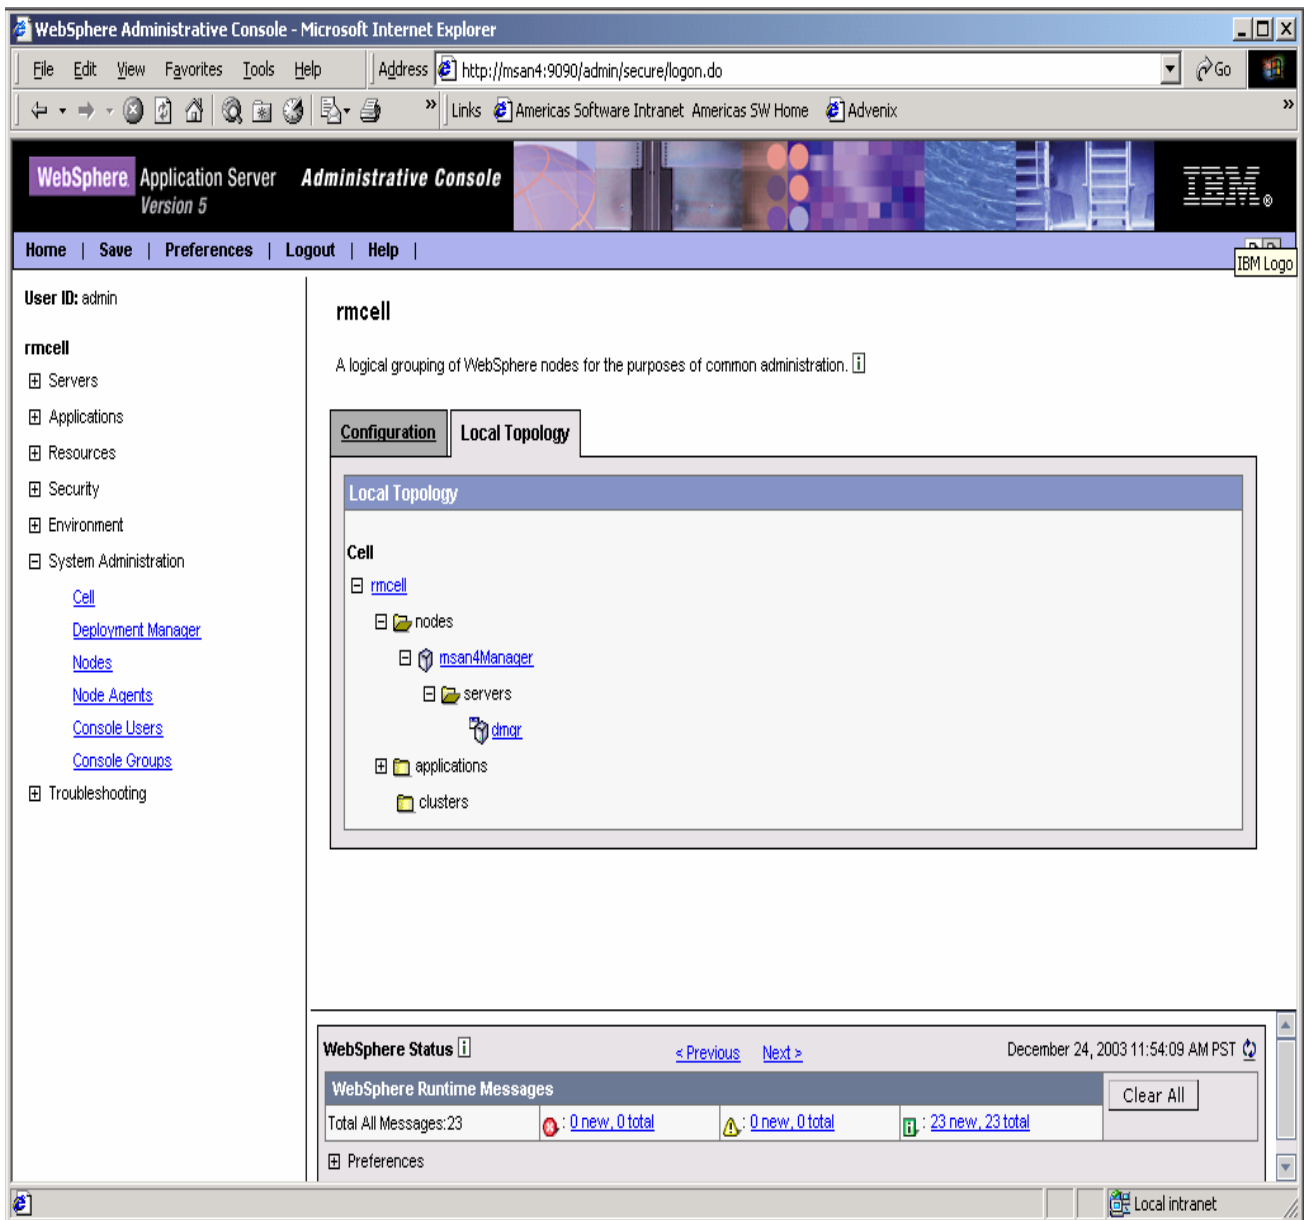 WebSphere Administrative Console - Microsoft Internet Explorer
File Edit View Favorites Tools Help Address http://msan4:9090/admin/secure/logon.do Go
» Links Americas Software Intranet Americas SW Home Advenix »
WebSphere. Application Server Administrative Console
Version 5
IBM®
Home | Save | Preferences | Logout | Help |
IBM Logo
User ID: admin
rmcell
Servers
Applications
Resources
Security
Environment
System Administration
Cell
Deployment Manager
Nodes
Node Agents
Console Users
Console Groups
Troubleshooting
rmcell
A logical grouping of WebSphere nodes for the purposes of common administration. i
Configuration Local Topology
Local Topology
Cell
rmcell
nodes
msan4Manager
servers
dmgr
applications
clusters
WebSphere Status i < Previous Next > December 24, 2003 11:54:09 AM PST
WebSphere Runtime Messages Clear All
Total All Messages:23 : 0 new, 0 total : 0 new, 0 total : 23 new, 23 total
Preferences
Local intranet